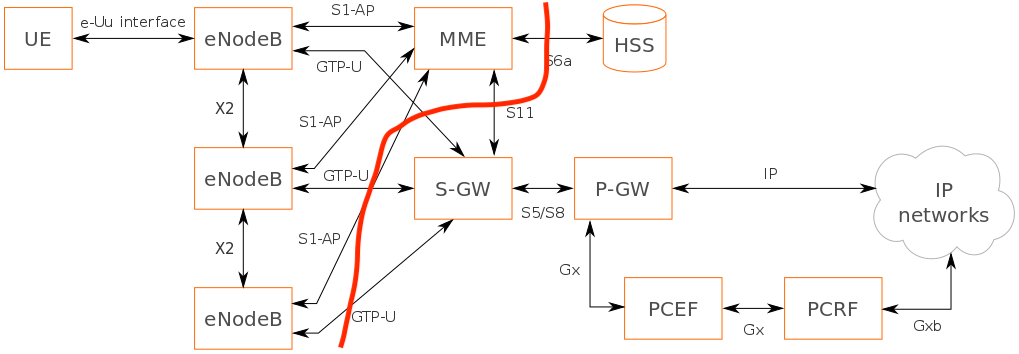 S1-AP
e-Uu interface
UE
eNodeB
MME
HSS
GTP-U
S6a
X2
S1-AP
S11
eNodeB
GTP-U
S-GW
P-GW
IP
IP
networks
S5/S8
X2
S1-AP
Gx
eNodeB
GTP-U
PCEF
Gx
PCRF
Gxb